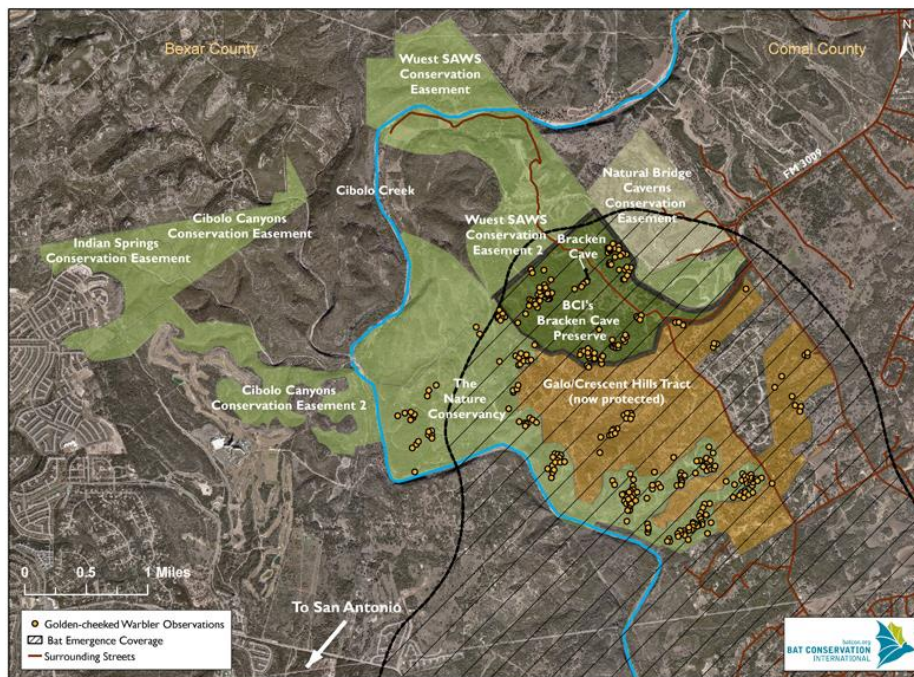 Bexar County
Comal County
N
Wuest SAWS
Conservation
Easement
FM 3009
Natural Bridge
Caverns
Conservation
Easement
Cibolo Creek
Cibolo Canyons
Conservation Easement
Indian Springs
Conservation Easement
Wuest SAWS
Conservation
Easement 2
Bracken
Cave
BCI's
Bracken Cave
Preserve
Cibolo Canyons
Conservation Easement 2
The
Nature
Conservancy
Galo/Crescent Hills Tract
(now protected)
0 0.5 1 Miles
To San Antonio
Golden-cheeked Warbler Observations
Bat Emergence Coverage
Surrounding Streets
batcon.org
BAT CONSERVATION
INTERNATIONAL